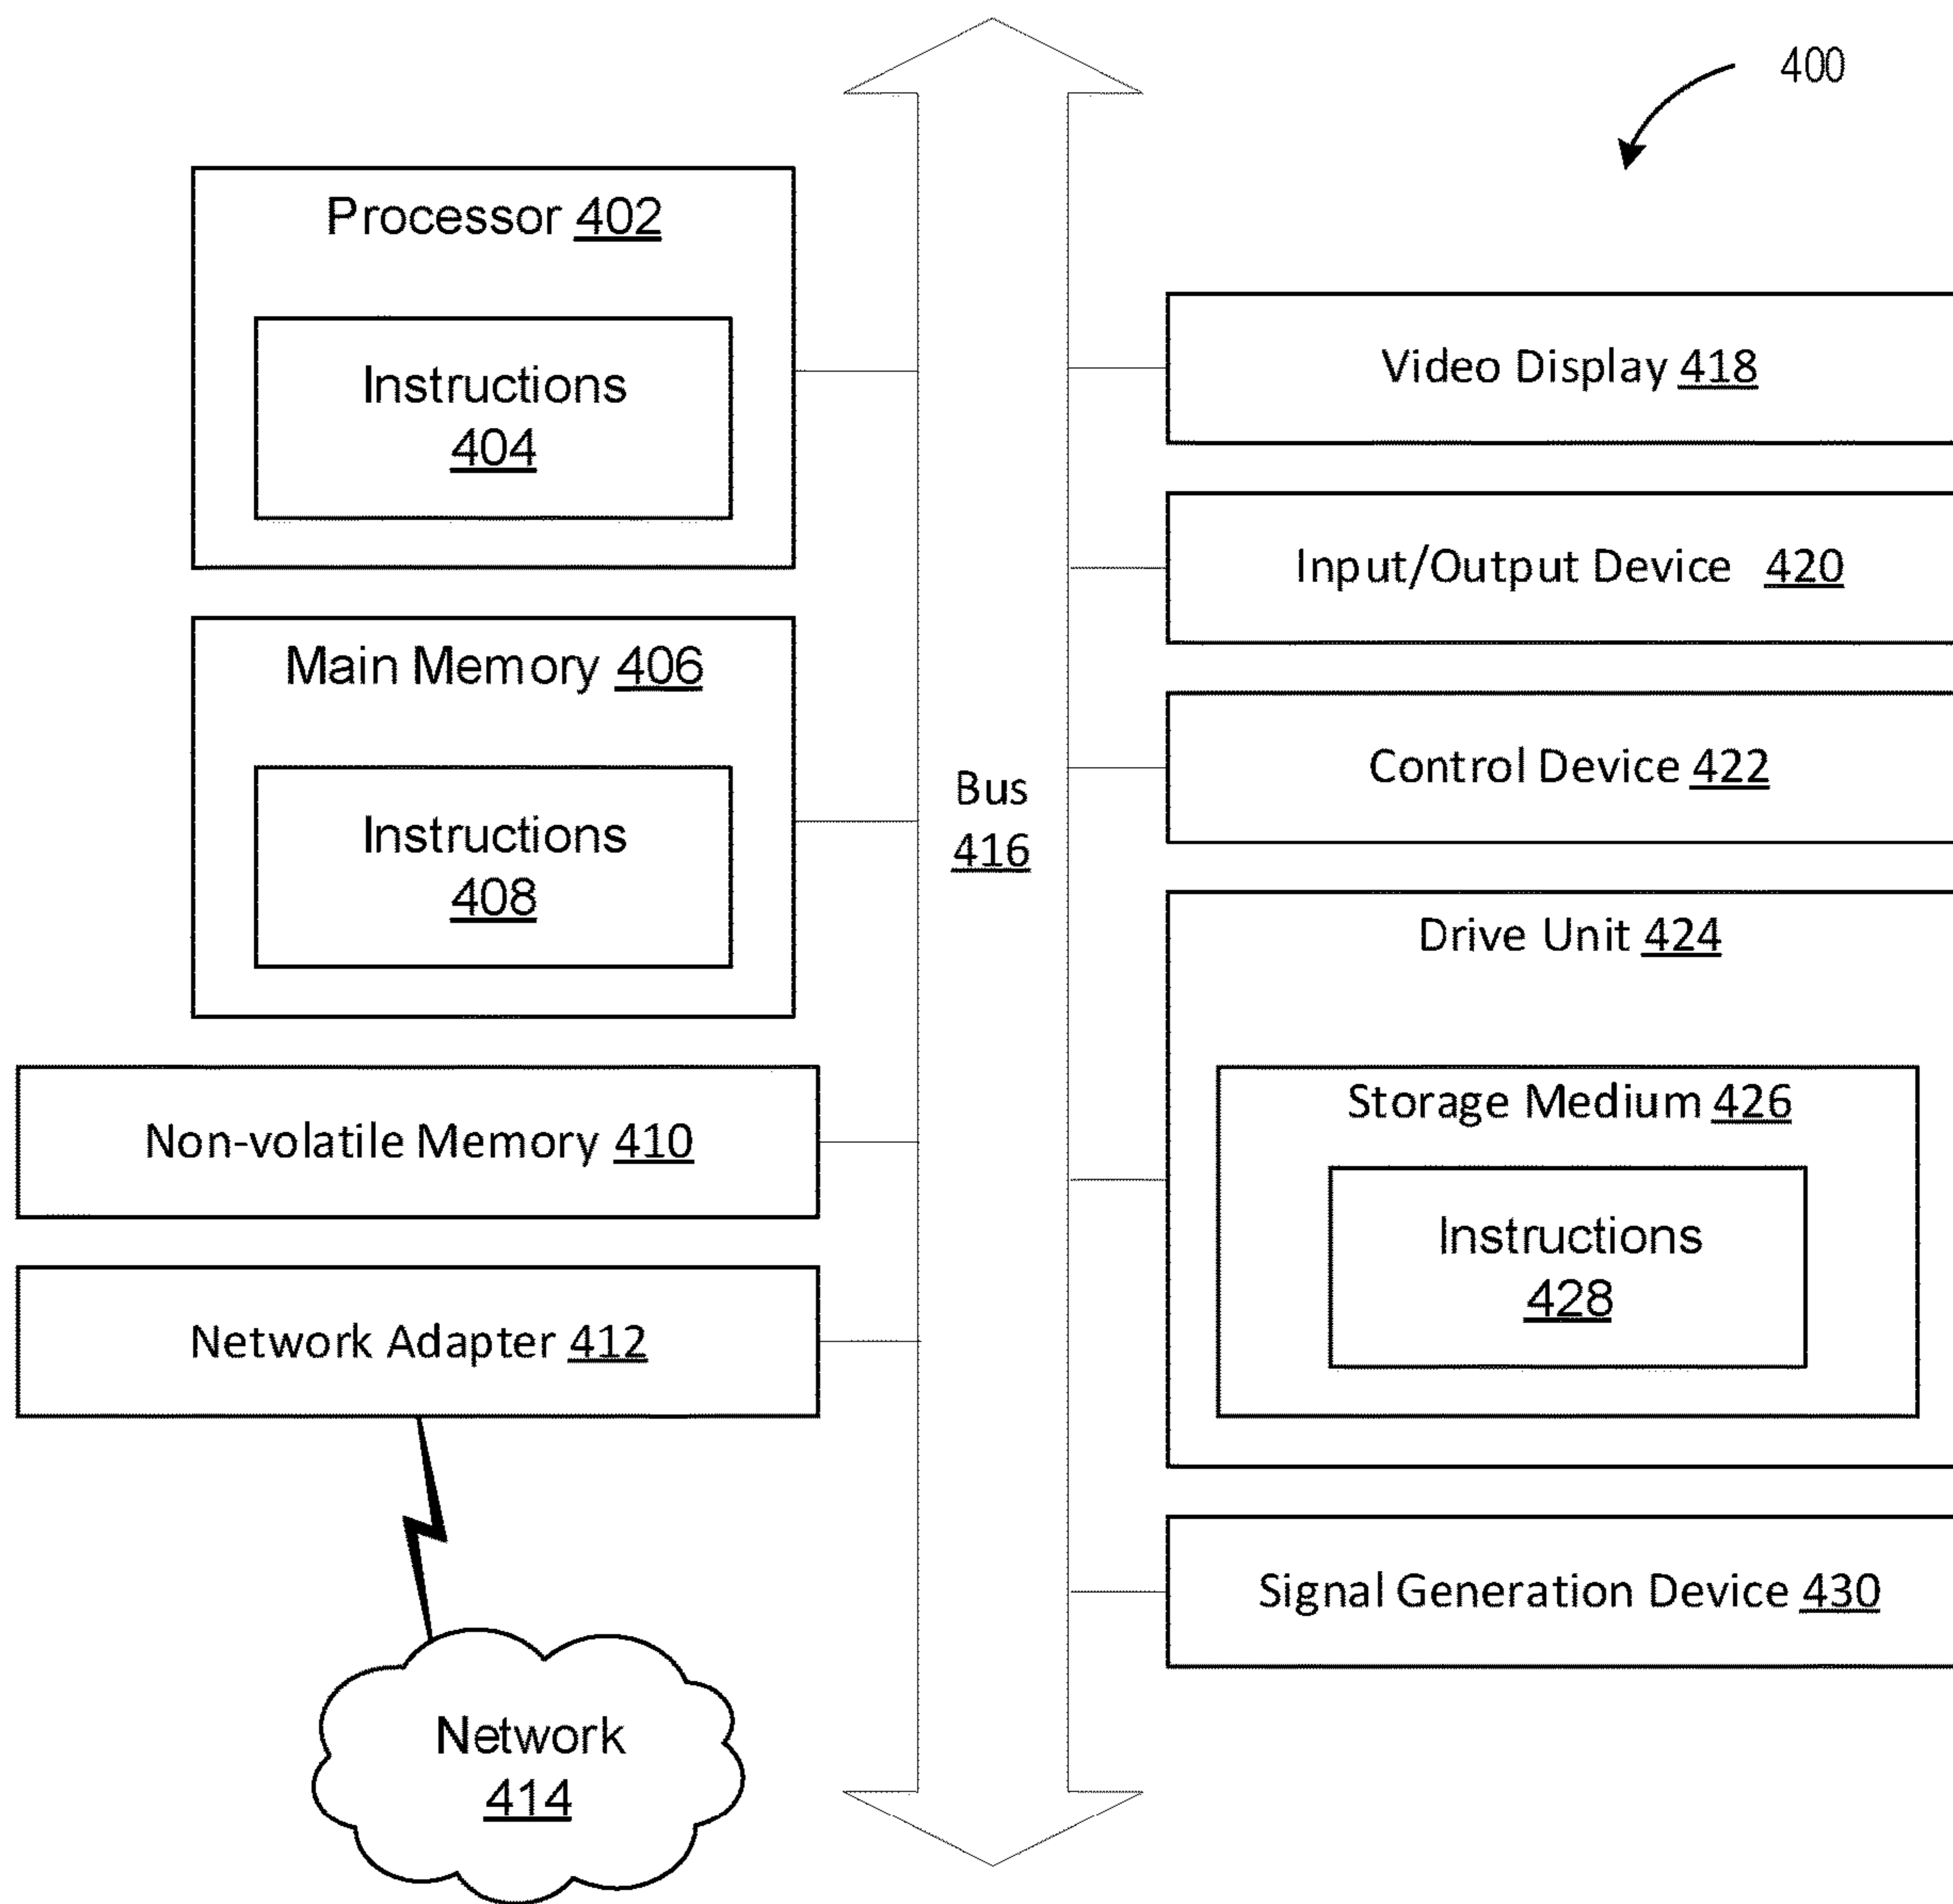 400
Processor 402
Instructions
404
Main Memory 406
Instructions
408
Non-volatile Memory 410
Network Adapter 412
Network
414
Bus
416
Video Display 418
Input/Output Device 420
Control Device 422
Drive Unit 424
Storage Medium 426
Instructions
428
Signal Generation Device 430